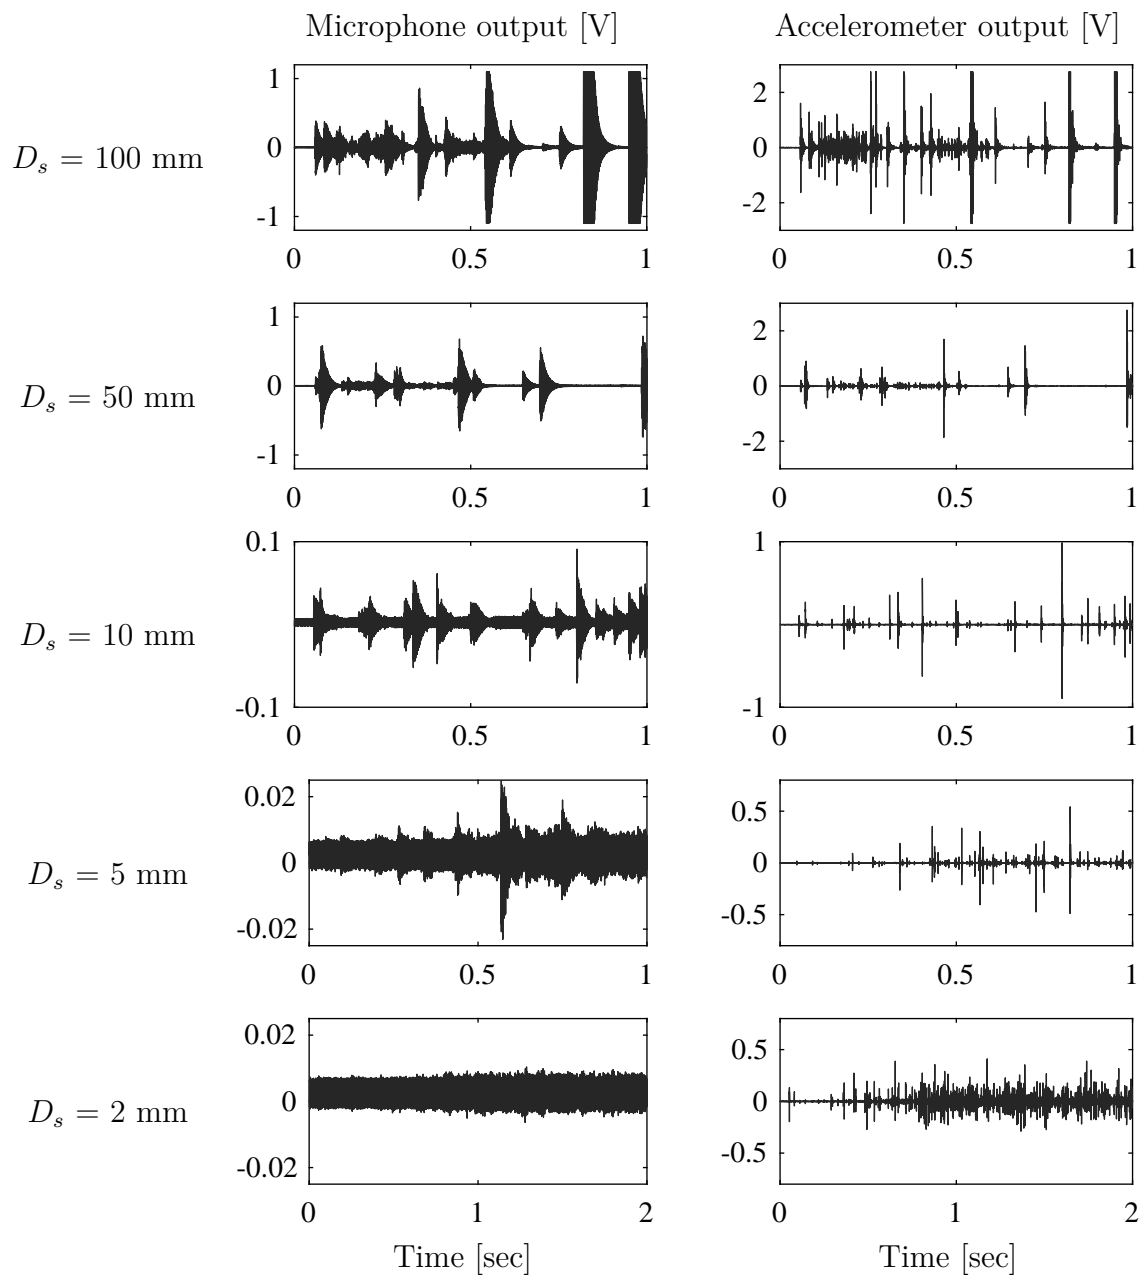 Microphone output [V] Accelerometer output [V]
D_s = 100 mm
1
0
-1
0 0.5 1
2
0
-2
0 0.5 1
D_s = 50 mm
1
0
-1
0 0.5 1
2
0
-2
0 0.5 1
D_s = 10 mm
0.1
0
-0.1
0 0.5 1
1
0
-1
0 0.5 1
D_s = 5 mm
0.02
0
-0.02
0 0.5 1
0.5
0
-0.5
0 0.5 1
D_s = 2 mm
0.02
0
-0.02
0 1 2
0.5
0
-0.5
0 1 2
Time [sec] Time [sec]